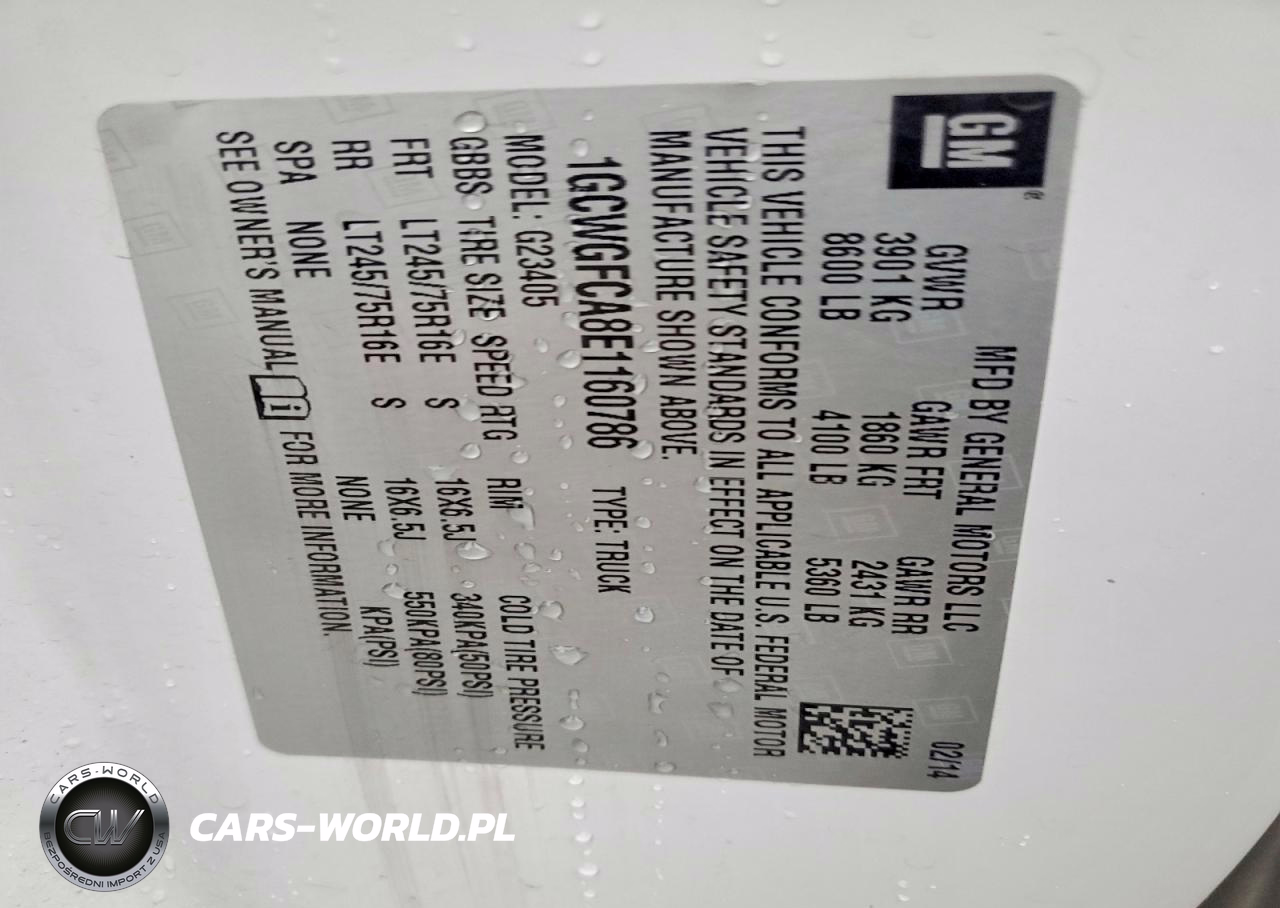 GM ®
MFD BY GENERAL MOTORS LLC 02/14
GVWR GAWR FRT GAWR RR
3901 KG 1860 KG 2431 KG
8600 LB 4100 LB 5360 LB
THIS VEHICLE CONFORMS TO ALL APPLICABLE U.S. FEDERAL MOTOR
VEHICLE SAFETY STANDARDS IN EFFECT ON THE DATE OF
MANUFACTURE SHOWN ABOVE.
1GCWGFCA8E1160786 TYPE: TRUCK
MODEL: G23405
GBBS TIRE SIZE SPEED RTG RIM COLD TIRE PRESSURE
FRT LT245/75R16E S 16X6.5J 340KPA(50PSI)
RR LT245/75R16E S 16X6.5J 550KPA(80PSI)
SPA NONE NONE KPA(PSI)
SEE OWNER'S MANUAL FOR MORE INFORMATION.
CARS-WORLD
CW
BEZPOŚREDNI IMPORT Z USA
CARS-WORLD.PL